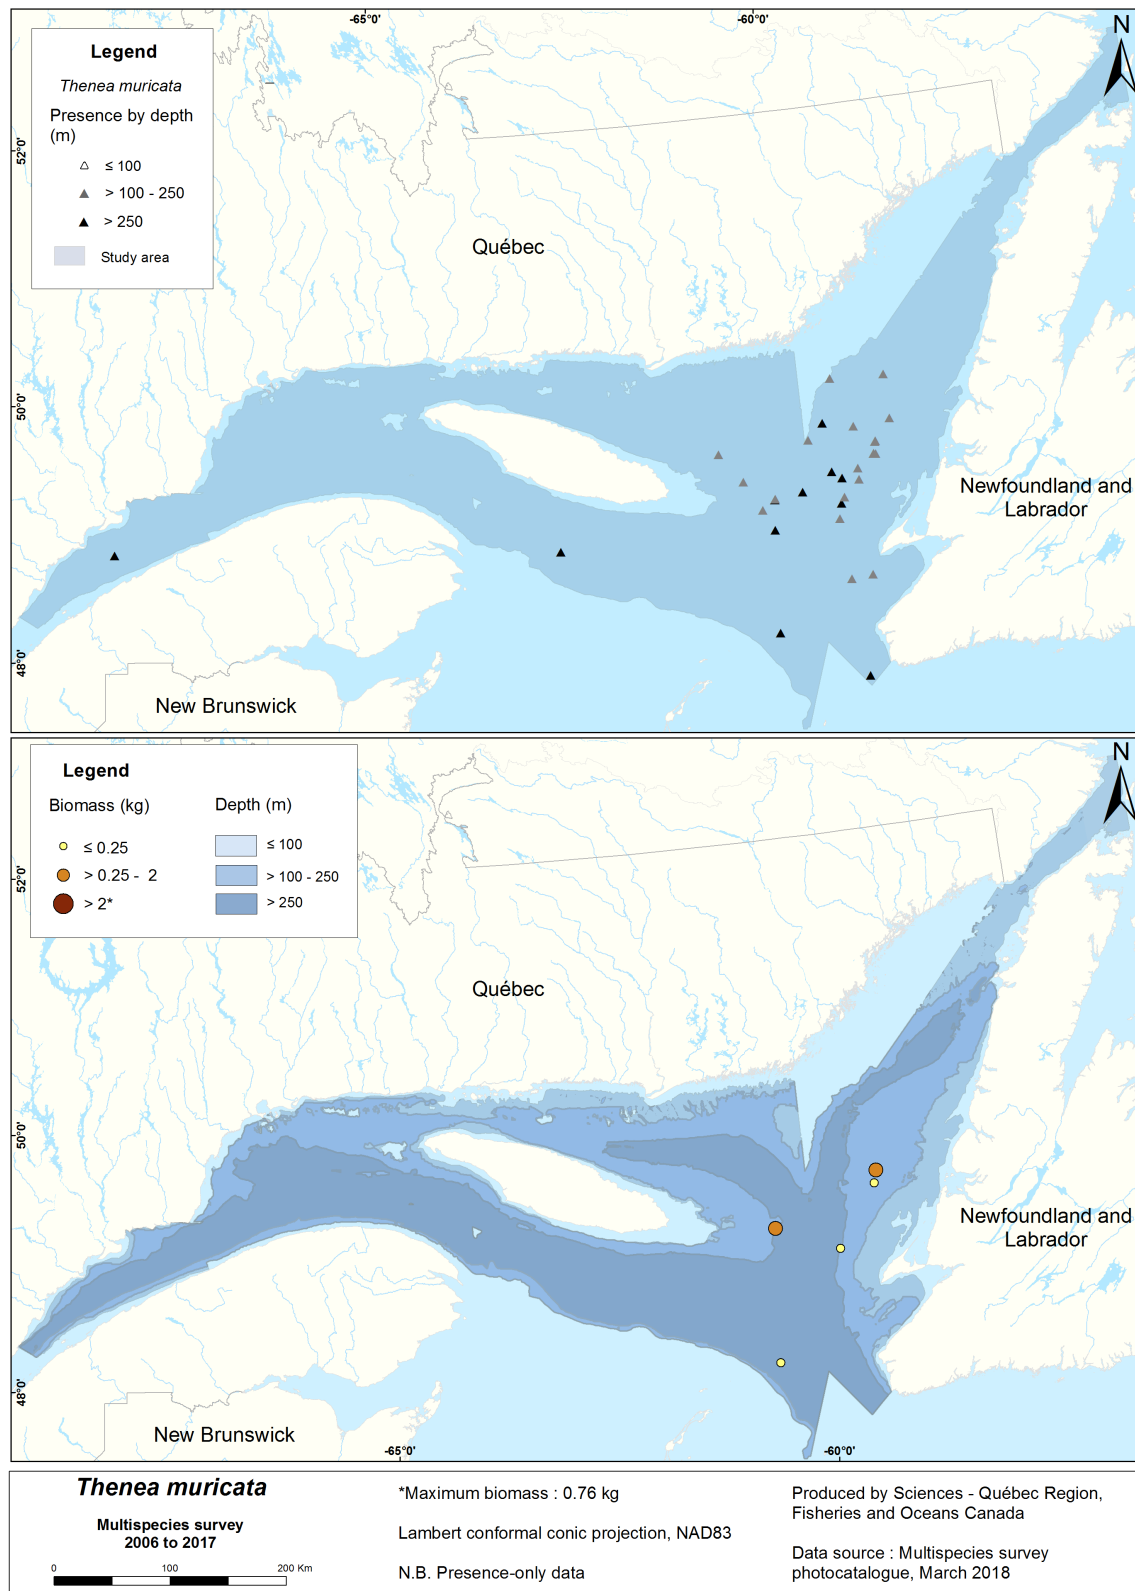 -65°0'
-60°0'
N
Legend
Thenea muricata
Presence by depth
(m)
≤ 100
> 100 - 250
> 250
Study area
52°0'
Québec
50°0'
Newfoundland and
Labrador
48°0'
New Brunswick
N
Legend
Biomass (kg)
Depth (m)
≤ 0.25
> 0.25 - 2
> 2*
≤ 100
> 100 - 250
> 250
52°0'
Québec
50°0'
Newfoundland and
Labrador
48°0'
New Brunswick
-65°0'
-60°0'
Thenea muricata
Multispecies survey
2006 to 2017
0 100 200 Km
*Maximum biomass : 0.76 kg
Lambert conformal conic projection, NAD83
N.B. Presence-only data
Produced by Sciences - Québec Region,
Fisheries and Oceans Canada
Data source : Multispecies survey
photocatalogue, March 2018